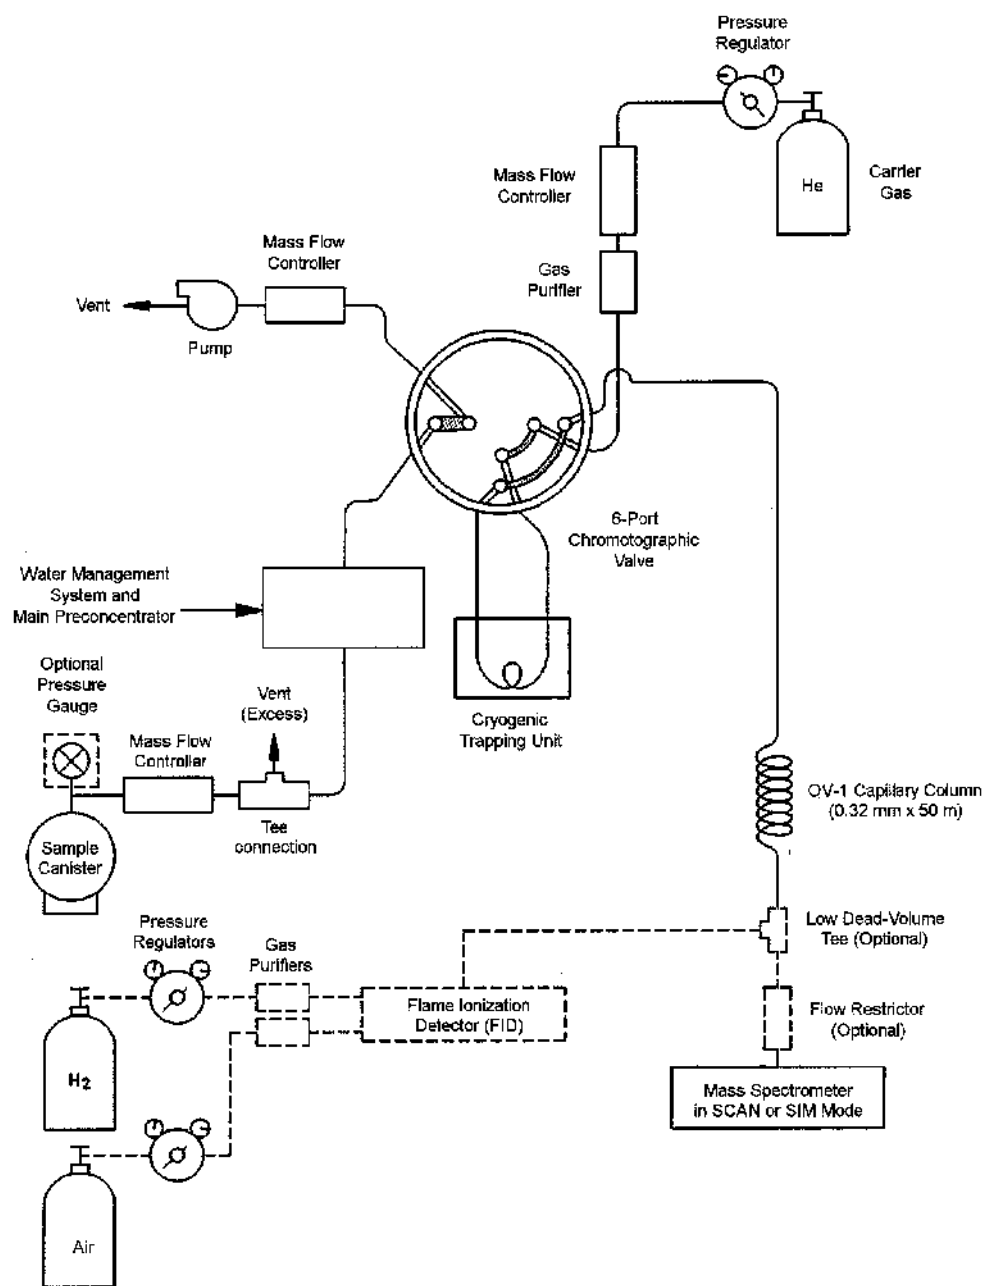 Pressure
Regulator
Mass Flow
Controller
He
Carrier
Gas
Mass Flow
Controller
Gas
Purifier
Vent
Pump
6-Port
Chromotographic
Valve
Water Management
System and
Main Preconcentrator
Optional
Pressure
Gauge
Vent
(Excess)
Cryogenic
Trapping Unit
Mass Flow
Controller
OV-1 Capillary Column
(0.32 mm x 50 m)
Sample
Canister
Tee
connection
Pressure
Regulators
Gas
Purifiers
Low Dead-Volume
Tee (Optional)
Flame Ionization
Detector (FID)
Flow Restrictor
(Optional)
H2
Mass Spectrometer
in SCAN or SIM Mode
Air